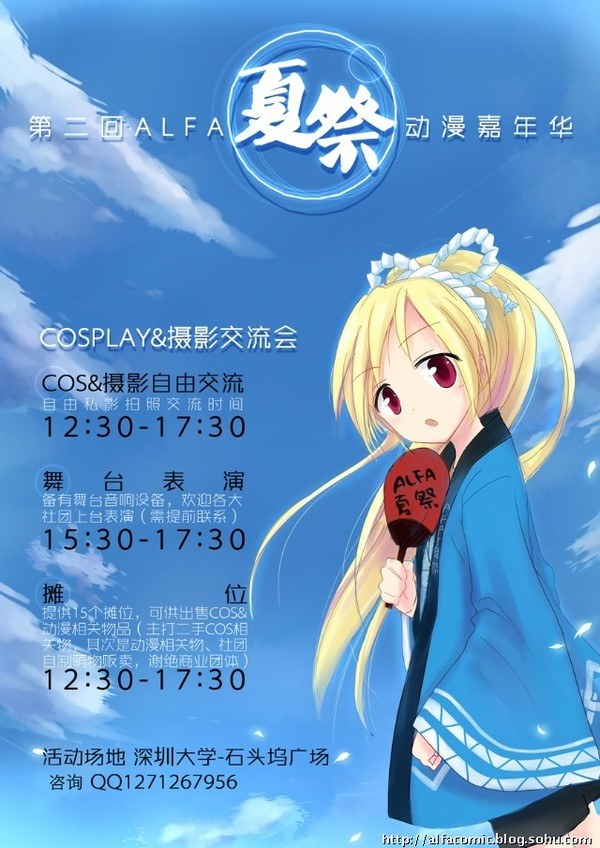 第二回ALFA夏祭动漫嘉年华
COSPLAY&摄影交流会
COS&摄影自由交流
自由私影拍照交流时间
12:30-17:30
舞台表演
备有舞台音响设备，欢迎各大
社团上台表演（需提前联系）
15:30-17:30
摊位
提供15个摊位，可供出售COS&
动漫相关物品（主打二手COS相
关物，其次是动漫相关物、社团
自制萌物贩卖，谢绝商业团体）
12:30-17:30
ALFA
夏祭
活动场地 深圳大学-石头坞广场
咨询 QQ1271267956
http://alfacomic.blog.sohu.com